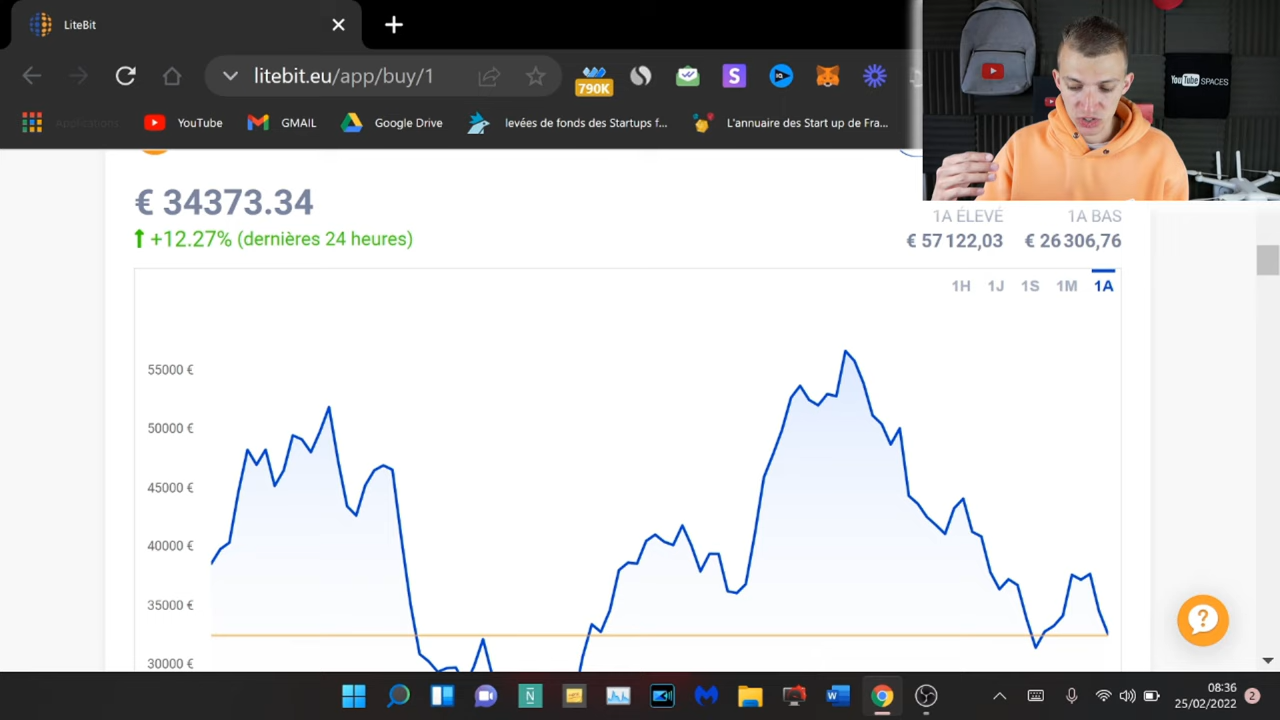 LiteBit
litebit.eu/app/buy/1
790K
S
YouTube SPACES
Applications
YouTube
GMAIL
Google Drive
levées de fonds des Startups f...
L'annuaire des Start up de Fra...
€ 34373.34
+12.27% (dernières 24 heures)
1A ÉLEVÉ
€ 57 122,03
1A BAS
€ 26 306,76
1H 1J 1S 1M 1A
55000 €
50000 €
45000 €
40000 €
35000 €
30000 €
?
08:36
25/02/2022
2